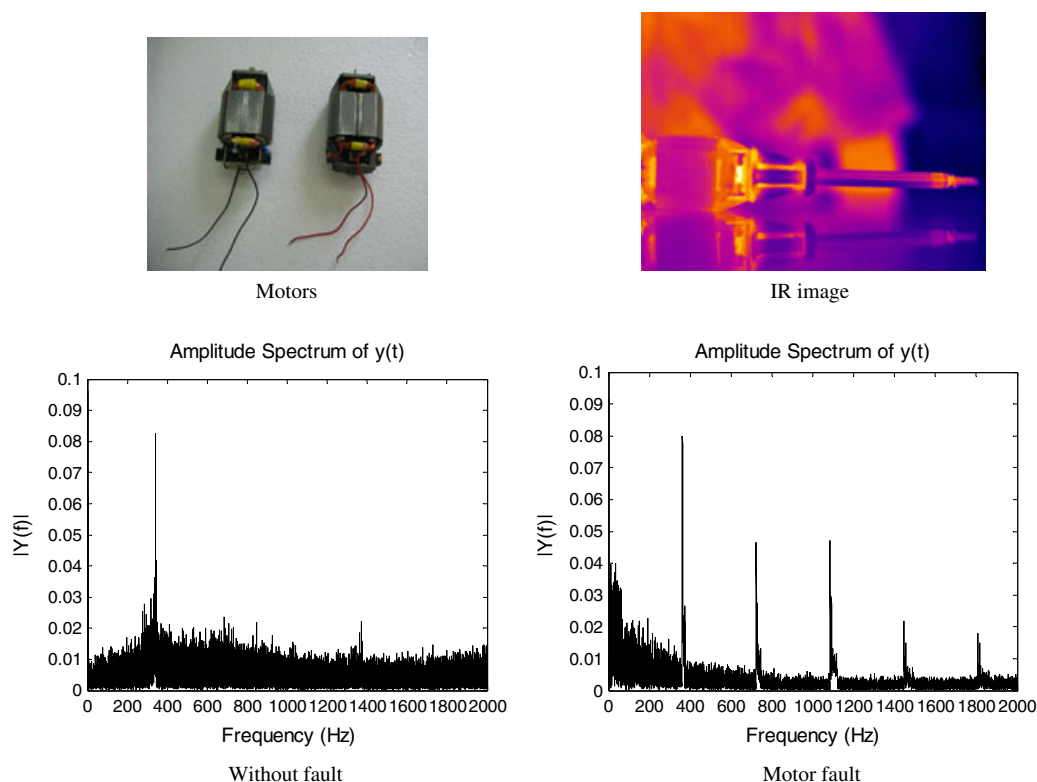 Motors
IR image
Amplitude Spectrum of y(t)
0.1
0.09
0.08
0.07
0.06
0.05
0.04
0.03
0.02
0.01
0
|Y(f)|
0 200 400 600 800 1000 1200 1400 1600 1800 2000
Frequency (Hz)
Without fault
Amplitude Spectrum of y(t)
0.1
0.09
0.08
0.07
0.06
0.05
0.04
0.03
0.02
0.01
0
|Y(f)|
0 200 400 600 800 1000 1200 1400 1600 1800 2000
Frequency (Hz)
Motor fault